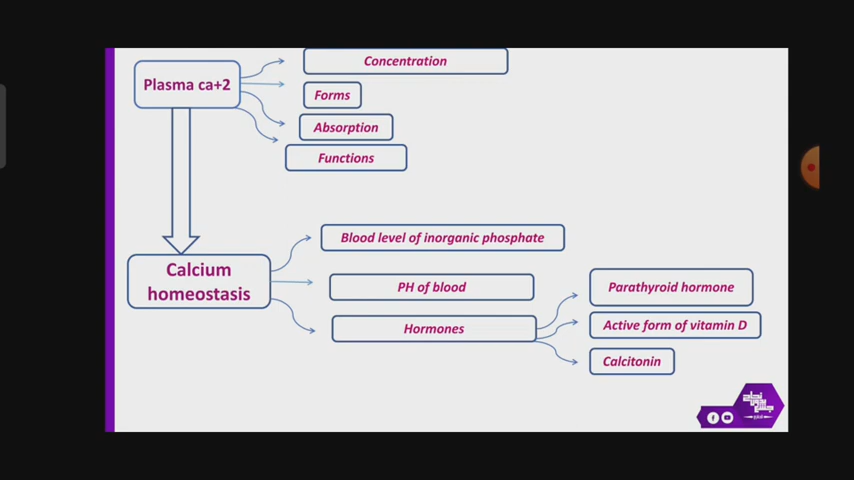 Concentration
Plasma ca+2
Forms
Absorption
Functions
Blood level of inorganic phosphate
Calcium
homeostasis
PH of blood
Parathyroid hormone
Hormones
Active form of vitamin D
Calcitonin